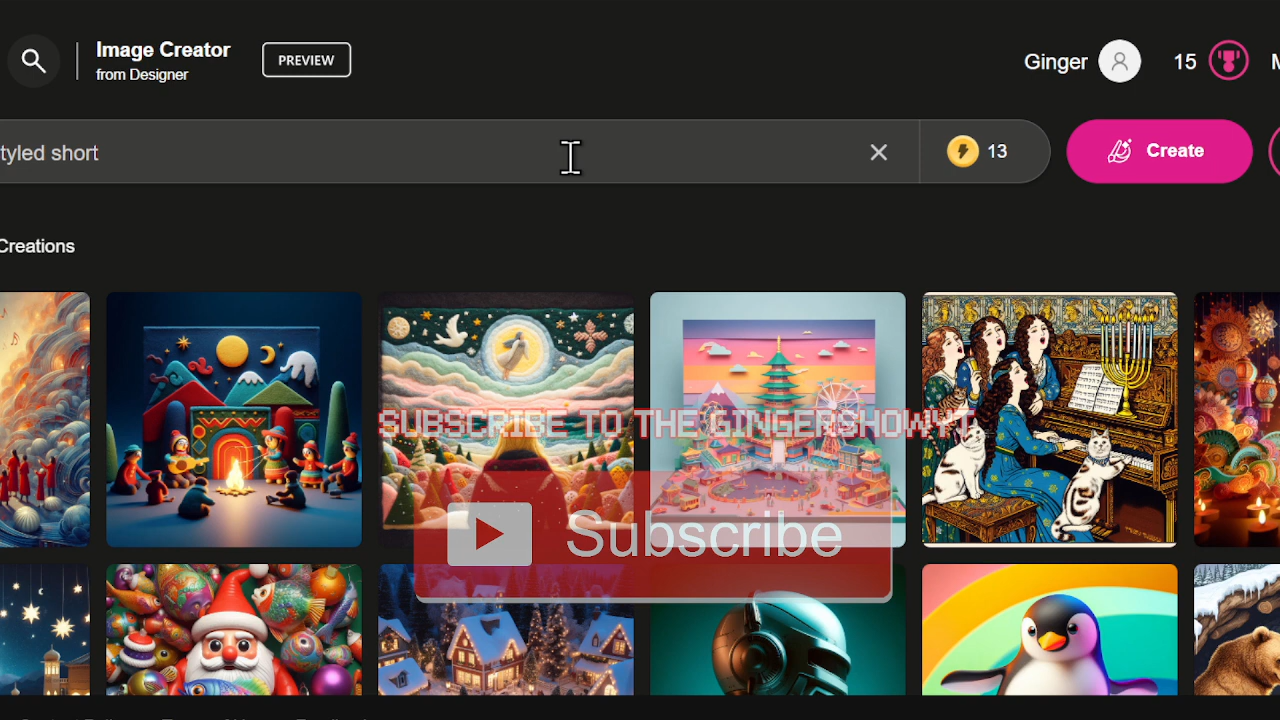 Image Creator
from Designer
PREVIEW
Ginger
15
M
tyled short
13
Create
Creations
SUBSCRIBE TO THE GINGERSHOWYT
Subscribe